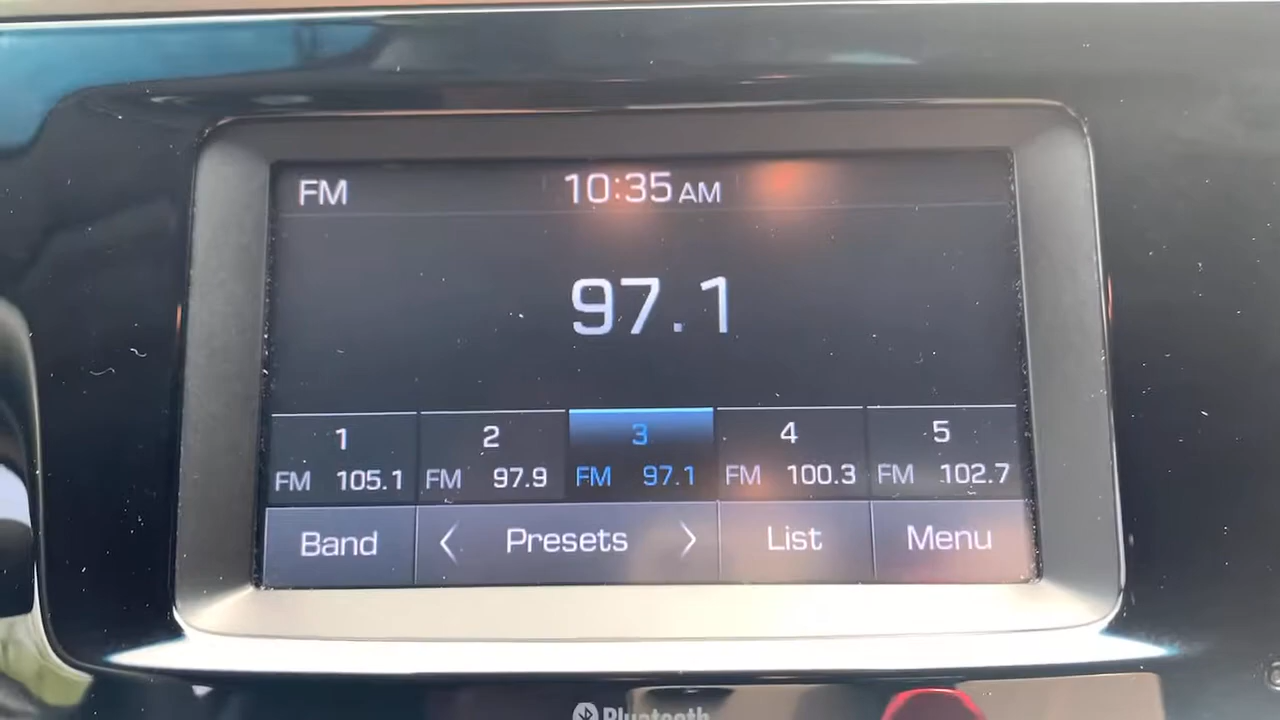 FM 10:35 AM
97.1
1 2 3 4 5
FM 105.1 FM 97.9 FM 97.1 FM 100.3 FM 102.7
Band < Presets > List Menu
Bluetooth